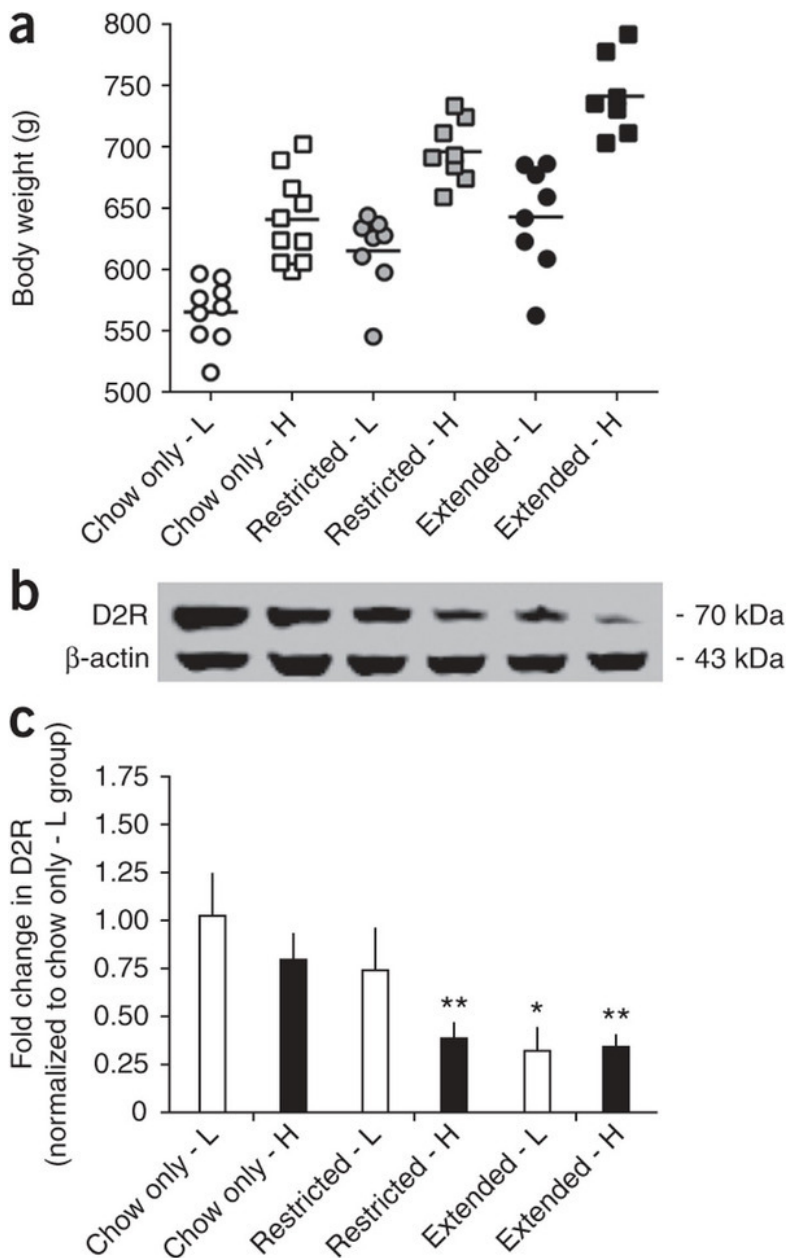 a
Body weight (g)
800
750
700
650
600
550
500
Chow only - L
Chow only - H
Restricted - L
Restricted - H
Extended - L
Extended - H
b
D2R
- 70 kDa
β-actin
- 43 kDa
c
Fold change in D2R
(normalized to chow only - L group)
1.75
1.50
1.25
1.00
0.75
0.50
0.25
0
**
*
**
Chow only - L
Chow only - H
Restricted - L
Restricted - H
Extended - L
Extended - H